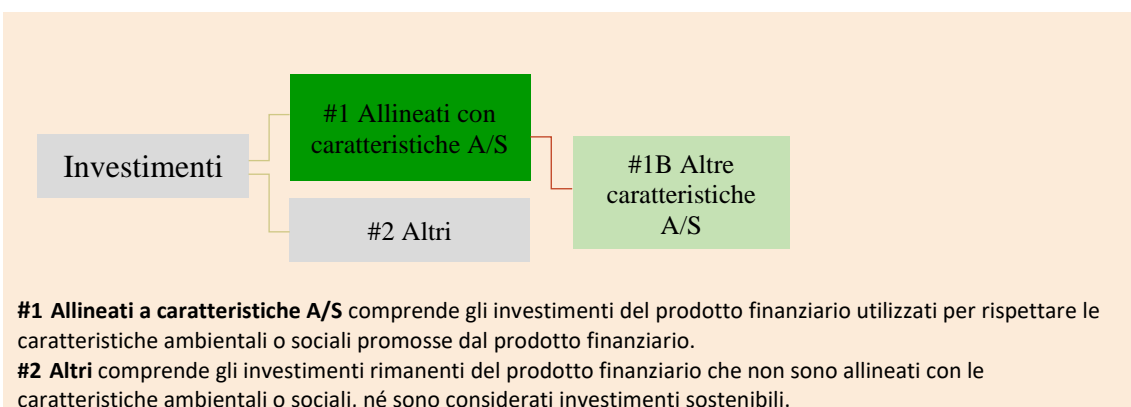 #1 Allineati con
caratteristiche A/S
Investimenti
#1B Altre
caratteristiche
A/S
#2 Altri
#1 Allineati a caratteristiche A/S comprende gli investimenti del prodotto finanziario utilizzati per rispettare le
caratteristiche ambientali o sociali promosse dal prodotto finanziario.
#2 Altri comprende gli investimenti rimanenti del prodotto finanziario che non sono allineati con le
caratteristiche ambientali o sociali, né sono considerati investimenti sostenibili.